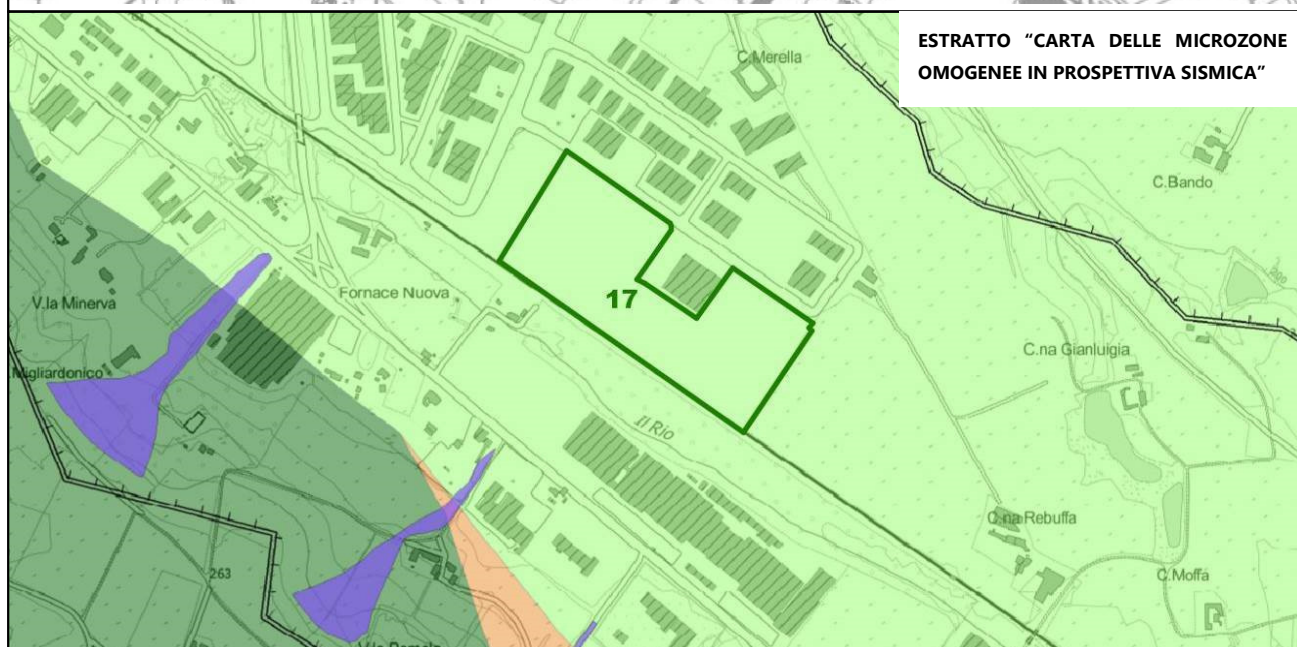 ESTRATTO “CARTA DELLE MICROZONE
OMOGENEE IN PROSPETTIVA SISMICA”
C.Merella
C.Bando
V.la Minerva
Fornace Nuova
17
C.na Gianluigia
Migliardonico
Il Rio
C.na Rebuffa
263
C.Moffa